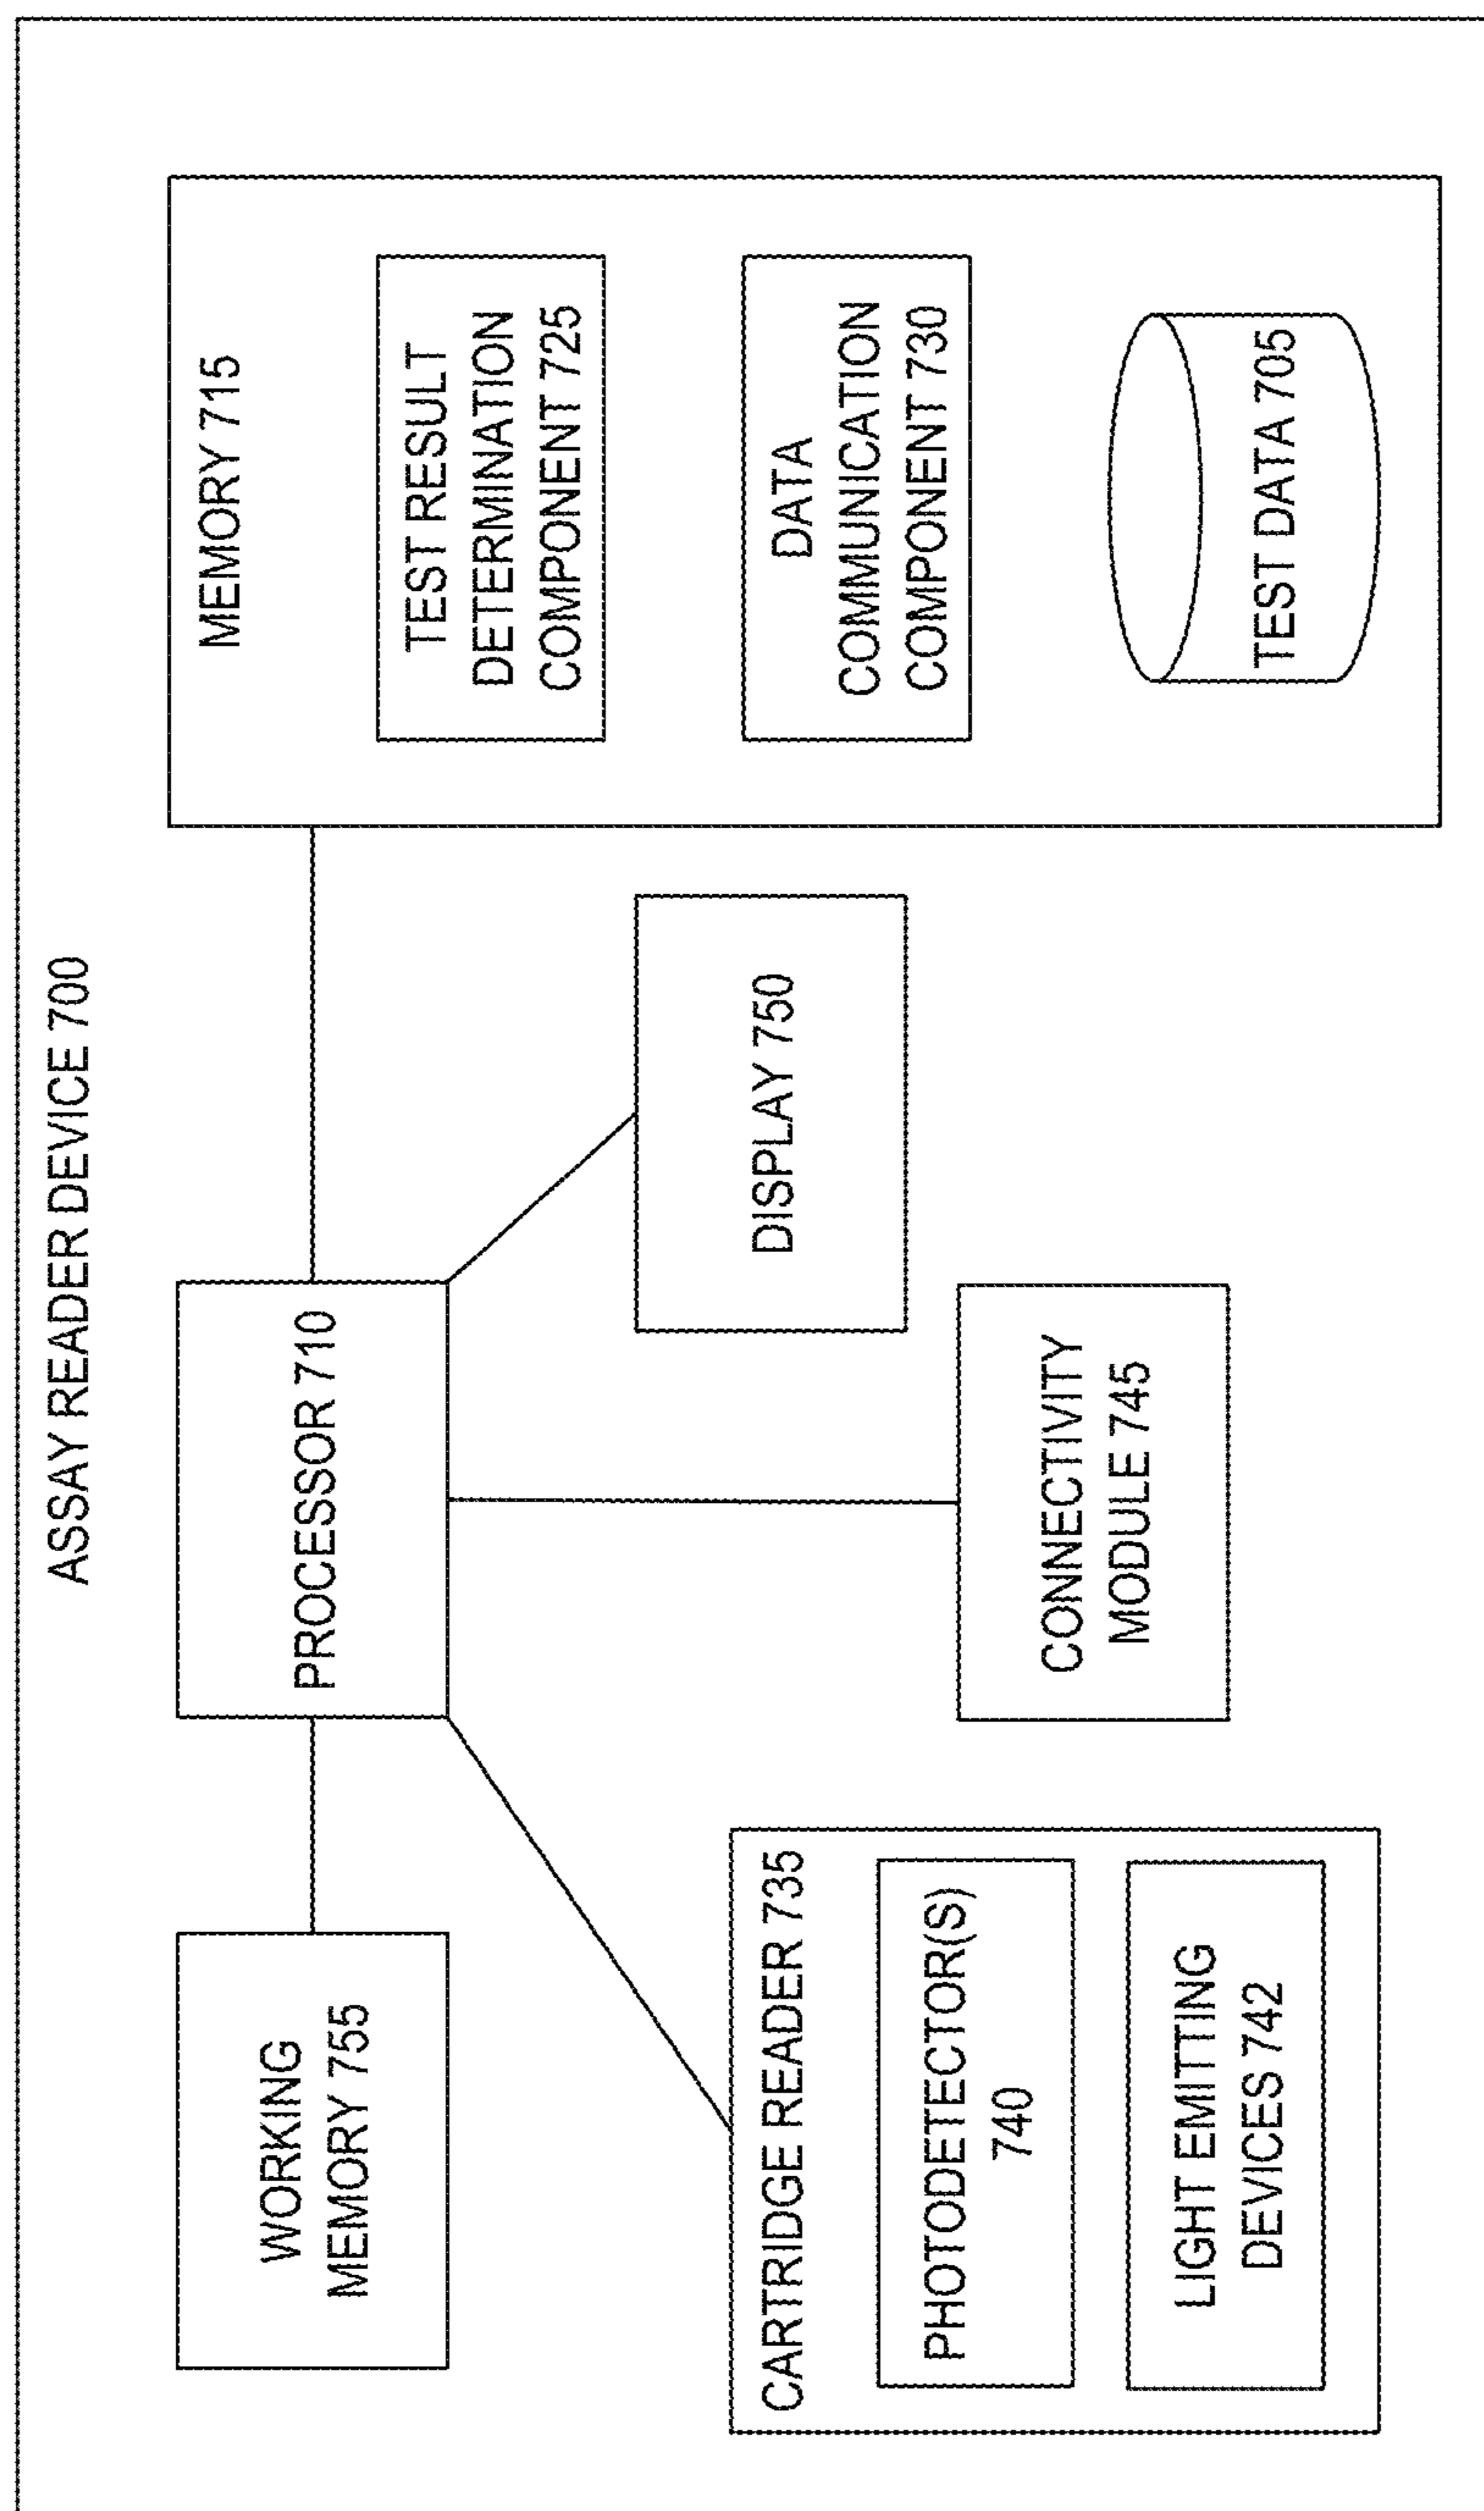 ASSAY READER DEVICE 700
WORKING
MEMORY 755
PROCESSOR 710
MEMORY 715
TEST RESULT
DETERMINATION
COMPONENT 725
DATA
COMMUNICATION
COMPONENT 730
TEST DATA 705
DISPLAY 750
CONNECTIVITY
MODULE 745
CARTRIDGE READER 735
PHOTODETECTOR(S)
740
LIGHT EMITTING
DEVICES 742